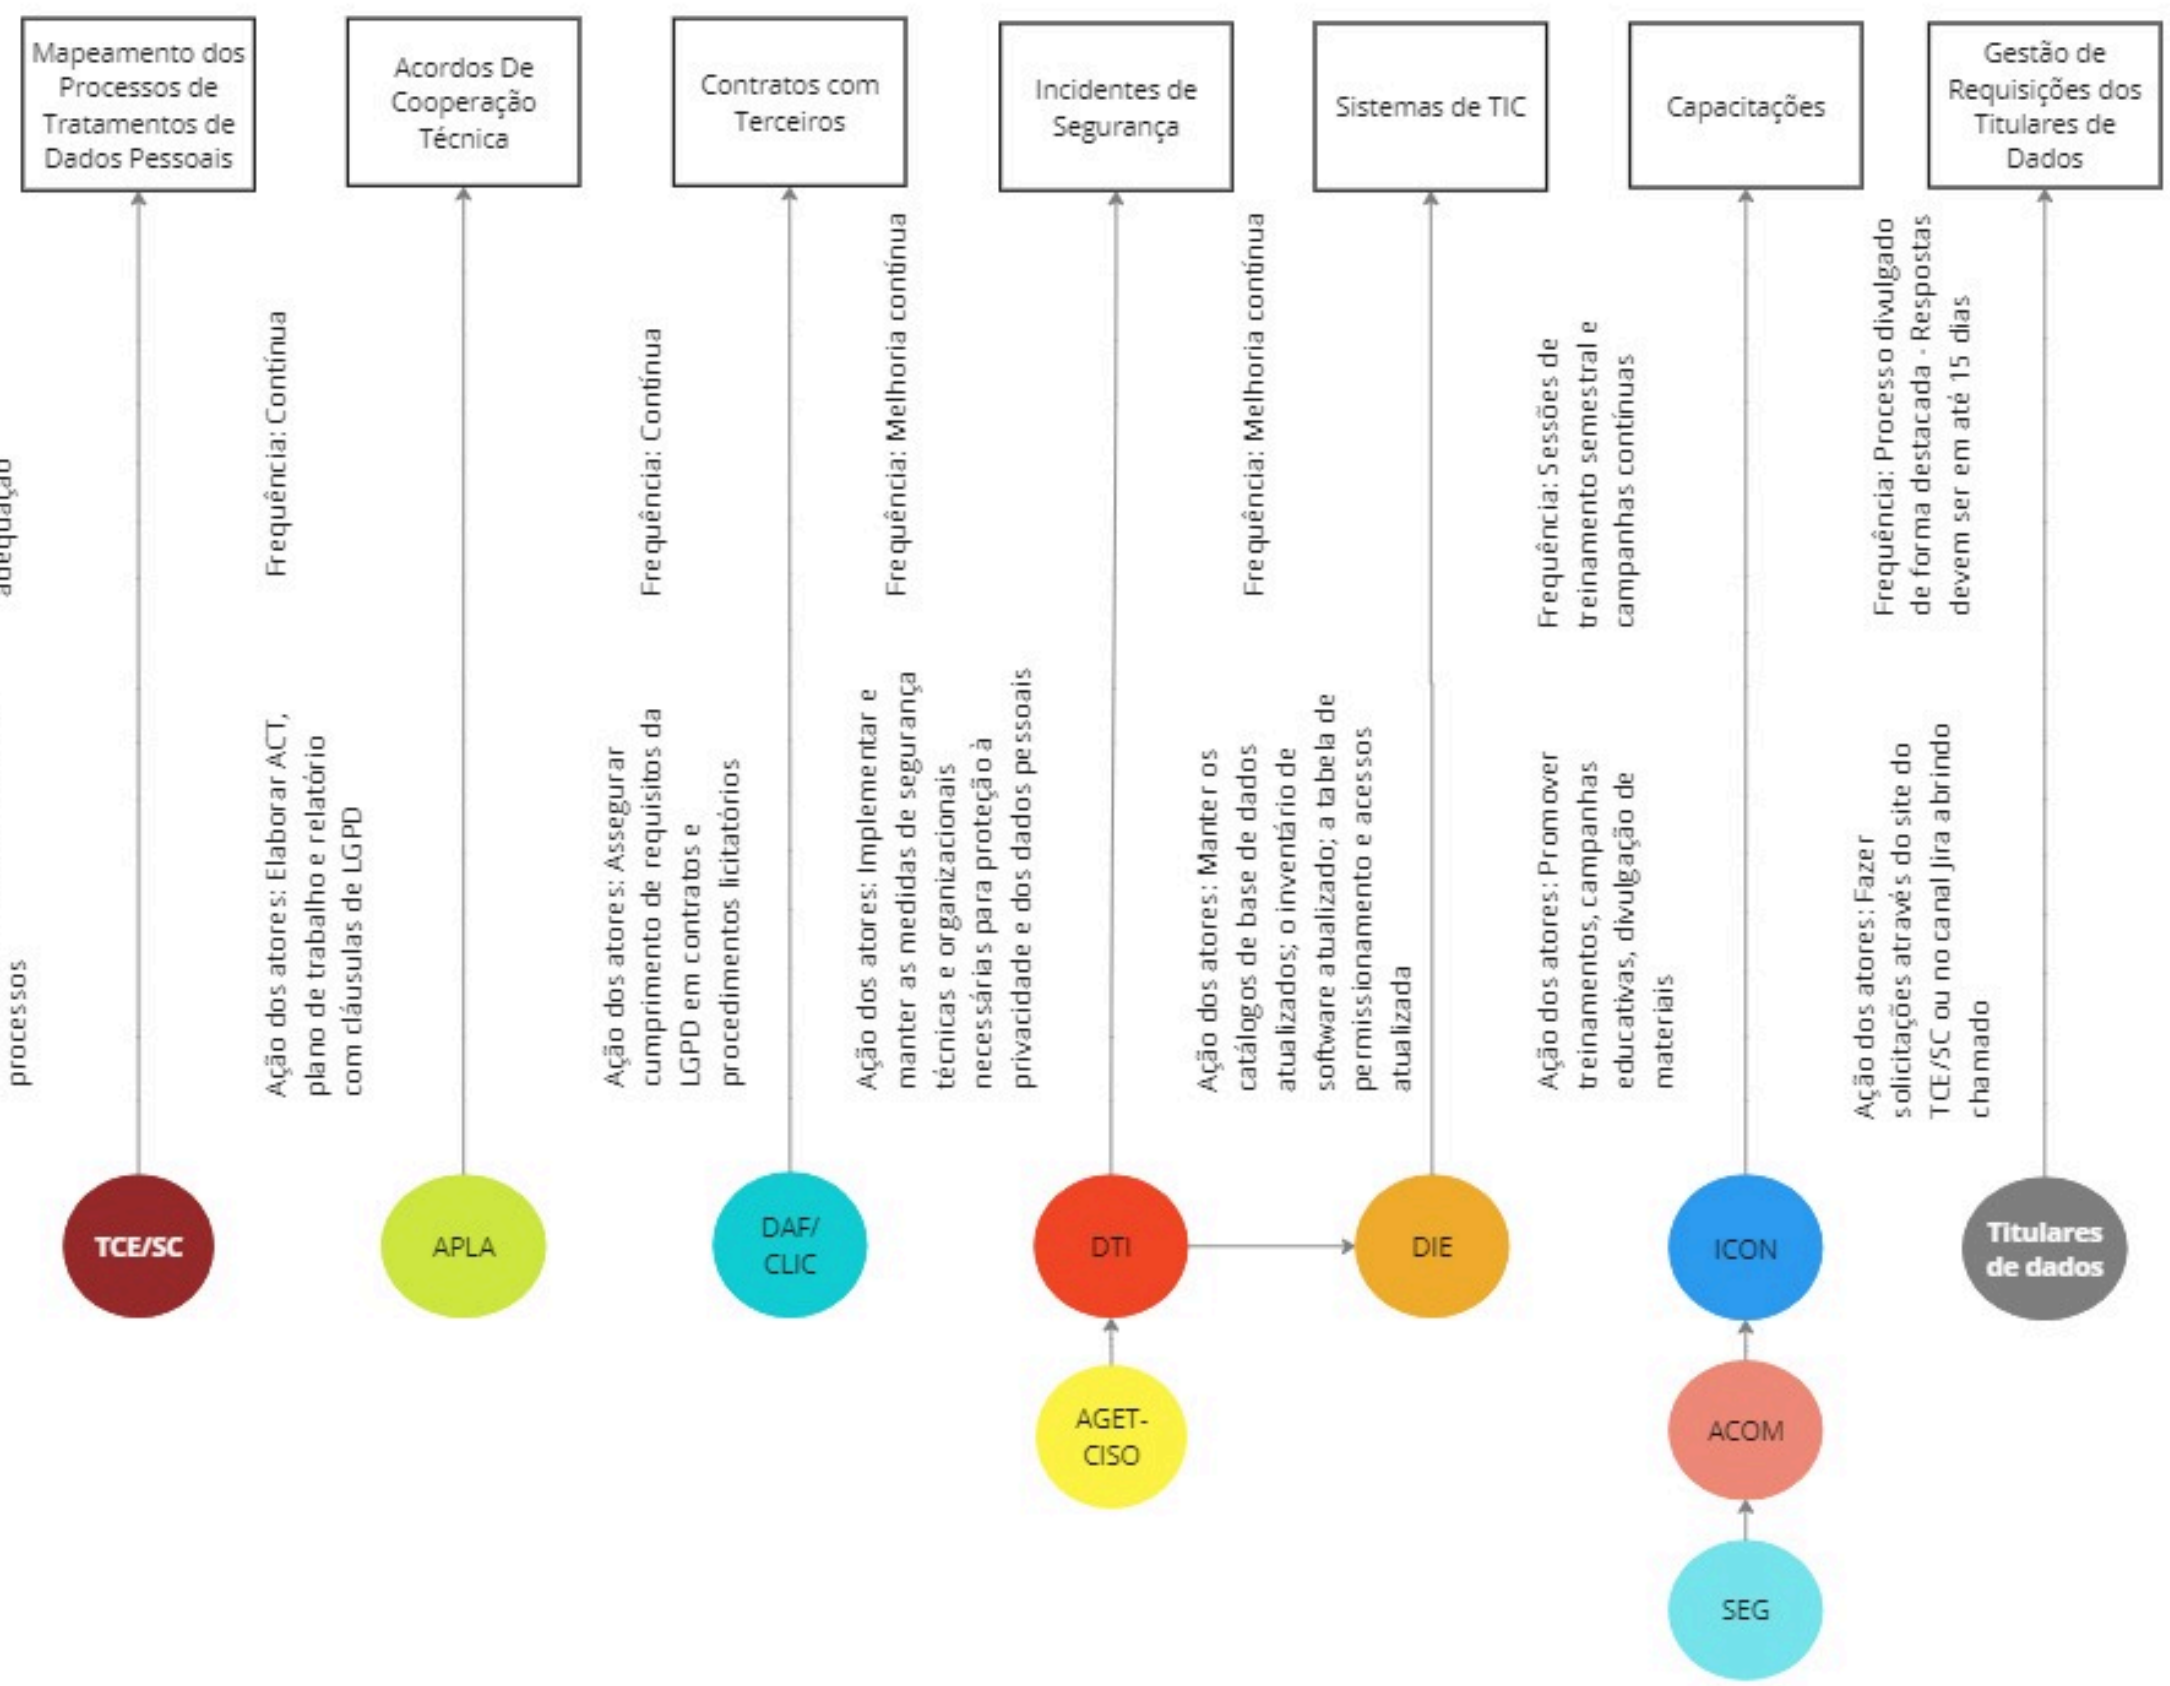 Mapeamento dos
Processos de
Tratamentos de
Dados Pessoais
Acordos De
Cooperação
Técnica
Contratos com
Terceiros
Incidentes de
Segurança
Sistemas de TIC
Capacitações
Gestão de
Requisições dos
Titulares de
Dados
adequação
Frequência: Contínua
Frequência: Contínua
Frequência: Melhoria contínua
Frequência: Melhoria contínua
Frequência: Sessões de
treinamento semestral e
campanhas contínuas
Frequência: Processo divulgado
de forma destacada - Respostas
devem ser em até 15 dias
processos
Ação dos atores: Elaborar ACT,
plano de trabalho e relatório
com cláusulas de LGPD
Ação dos atores: Assegurar
cumprimento de requisitos da
LGPD em contratos e
procedimentos licitatórios
Ação dos atores: Implementar e
manter as medidas de segurança
técnicas e organizacionais
necessárias para proteção à
privacidade e dos dados pessoais
Ação dos atores: Manter os
catálogos de base de dados
atualizados; o inventário de
software atualizado; a tabela de
permissionamento e acessos
atualizada
Ação dos atores: Promover
treinamentos, campanhas
educativas, divulgação de
materiais
Ação dos atores: Fazer
solicitações através do site do
TCE/SC ou no canal Jira abrindo
chamado
TCE/SC
APLA
DAF/
CLIC
DTI
DIE
ICON
Titulares
de dados
AGET-
CISO
ACOM
SEG